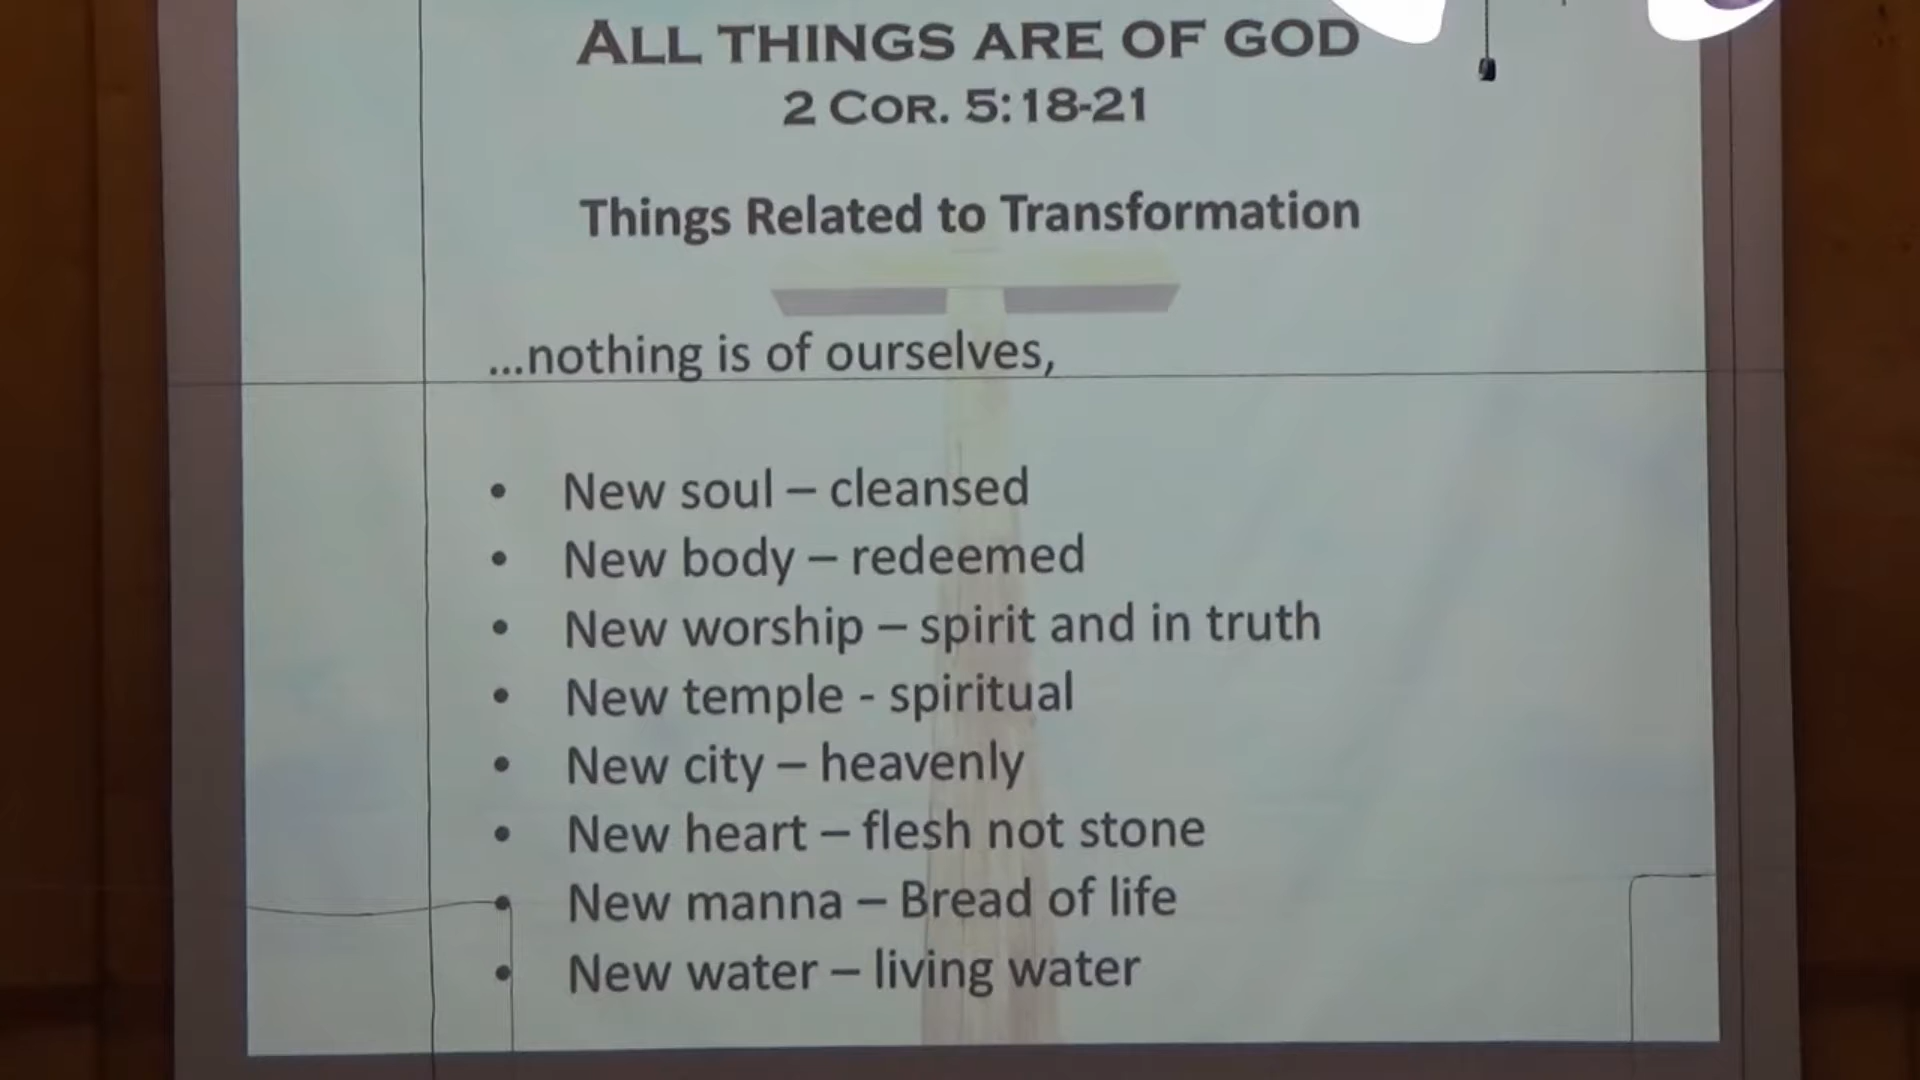 ALL THINGS ARE OF GOD
2 COR. 5:18-21
Things Related to Transformation
...nothing is of ourselves,
• New soul – cleansed
• New body – redeemed
• New worship – spirit and in truth
• New temple - spiritual
• New city – heavenly
• New heart – flesh not stone
• New manna – Bread of life
• New water – living water